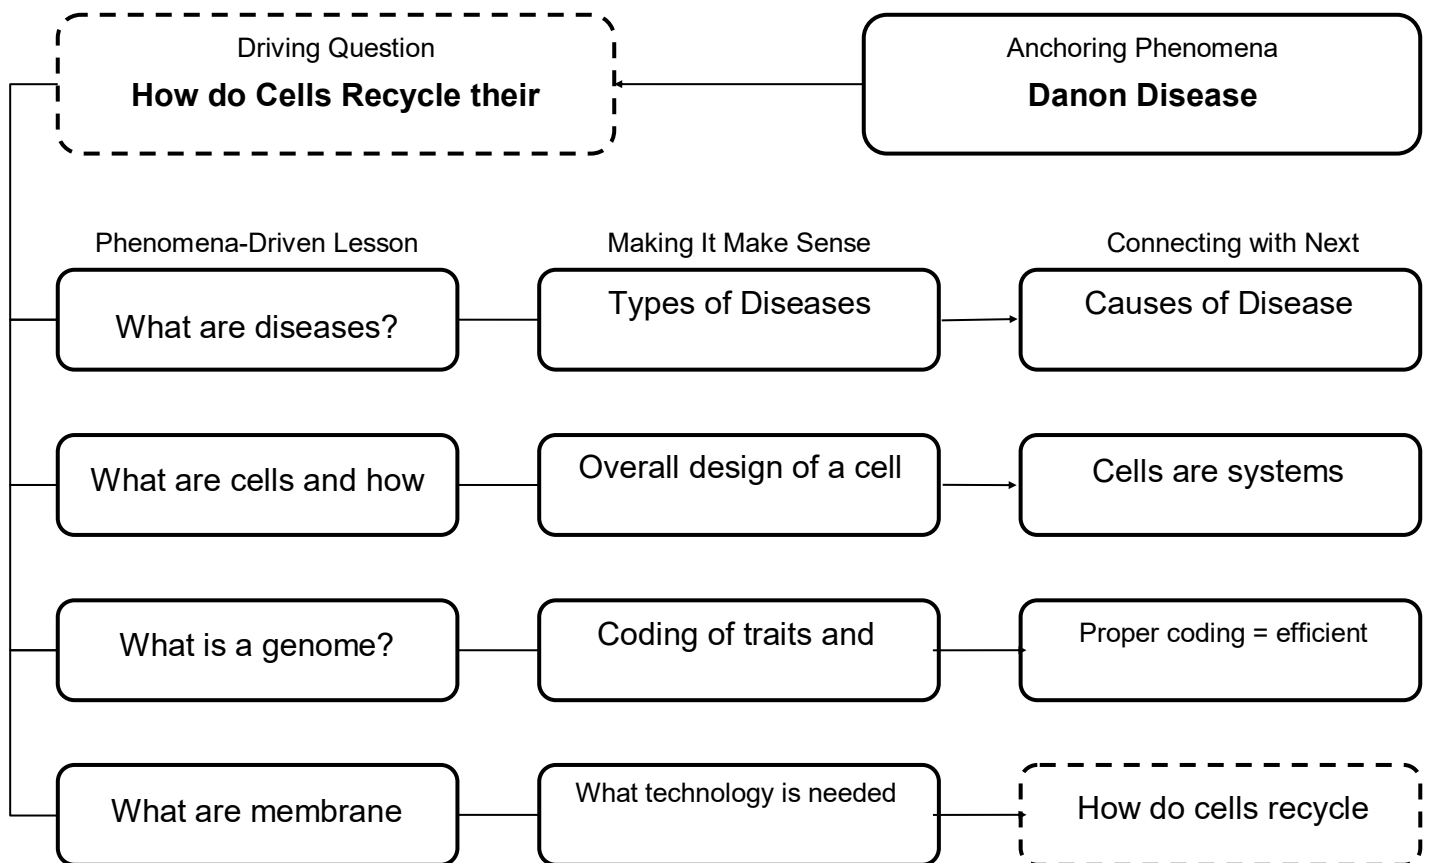 Driving Question
How do Cells Recycle their
Anchoring Phenomena
Danon Disease
Phenomena-Driven Lesson
Making It Make Sense
Connecting with Next
What are diseases?
Types of Diseases
Causes of Disease
What are cells and how
Overall design of a cell
Cells are systems
What is a genome?
Coding of traits and
Proper coding = efficient
What are membrane
What technology is needed
How do cells recycle